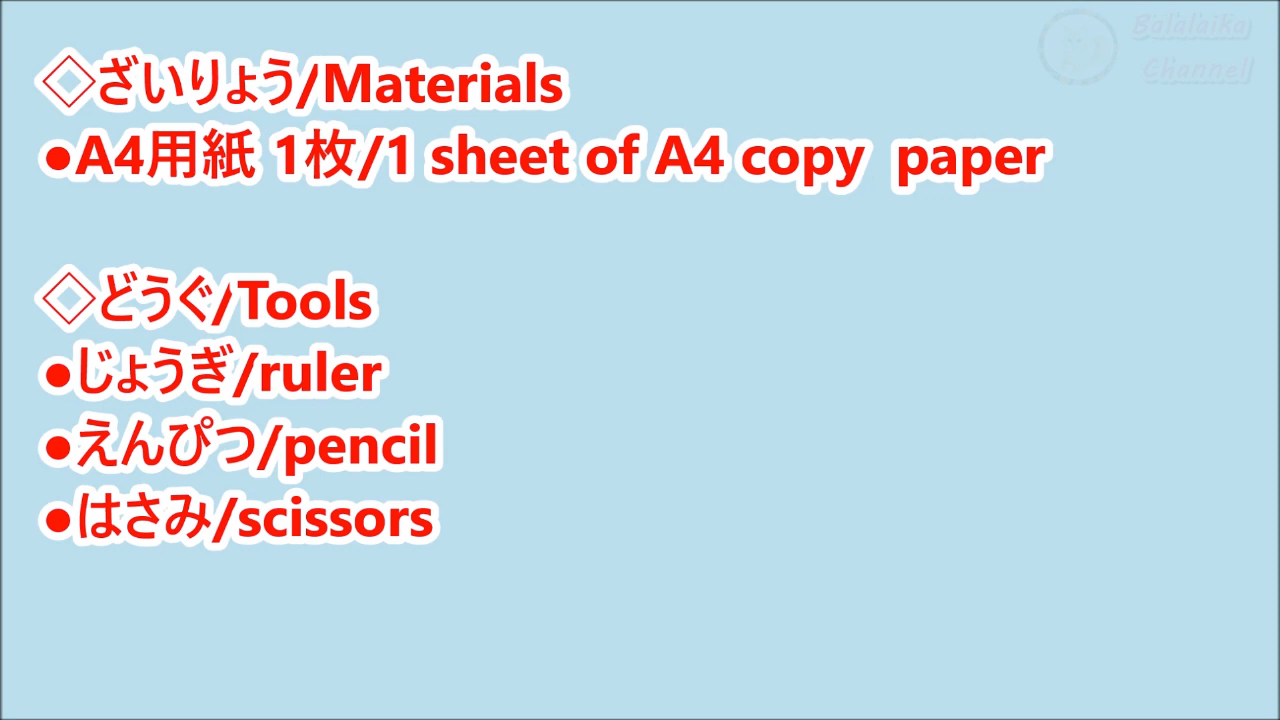 ◇ざいりょう/Materials
●A4用紙 1枚/1 sheet of A4 copy paper
◇どうぐ/Tools
●じょうぎ/ruler
●えんぴつ/pencil
●はさみ/scissors
Balalaika
Channel